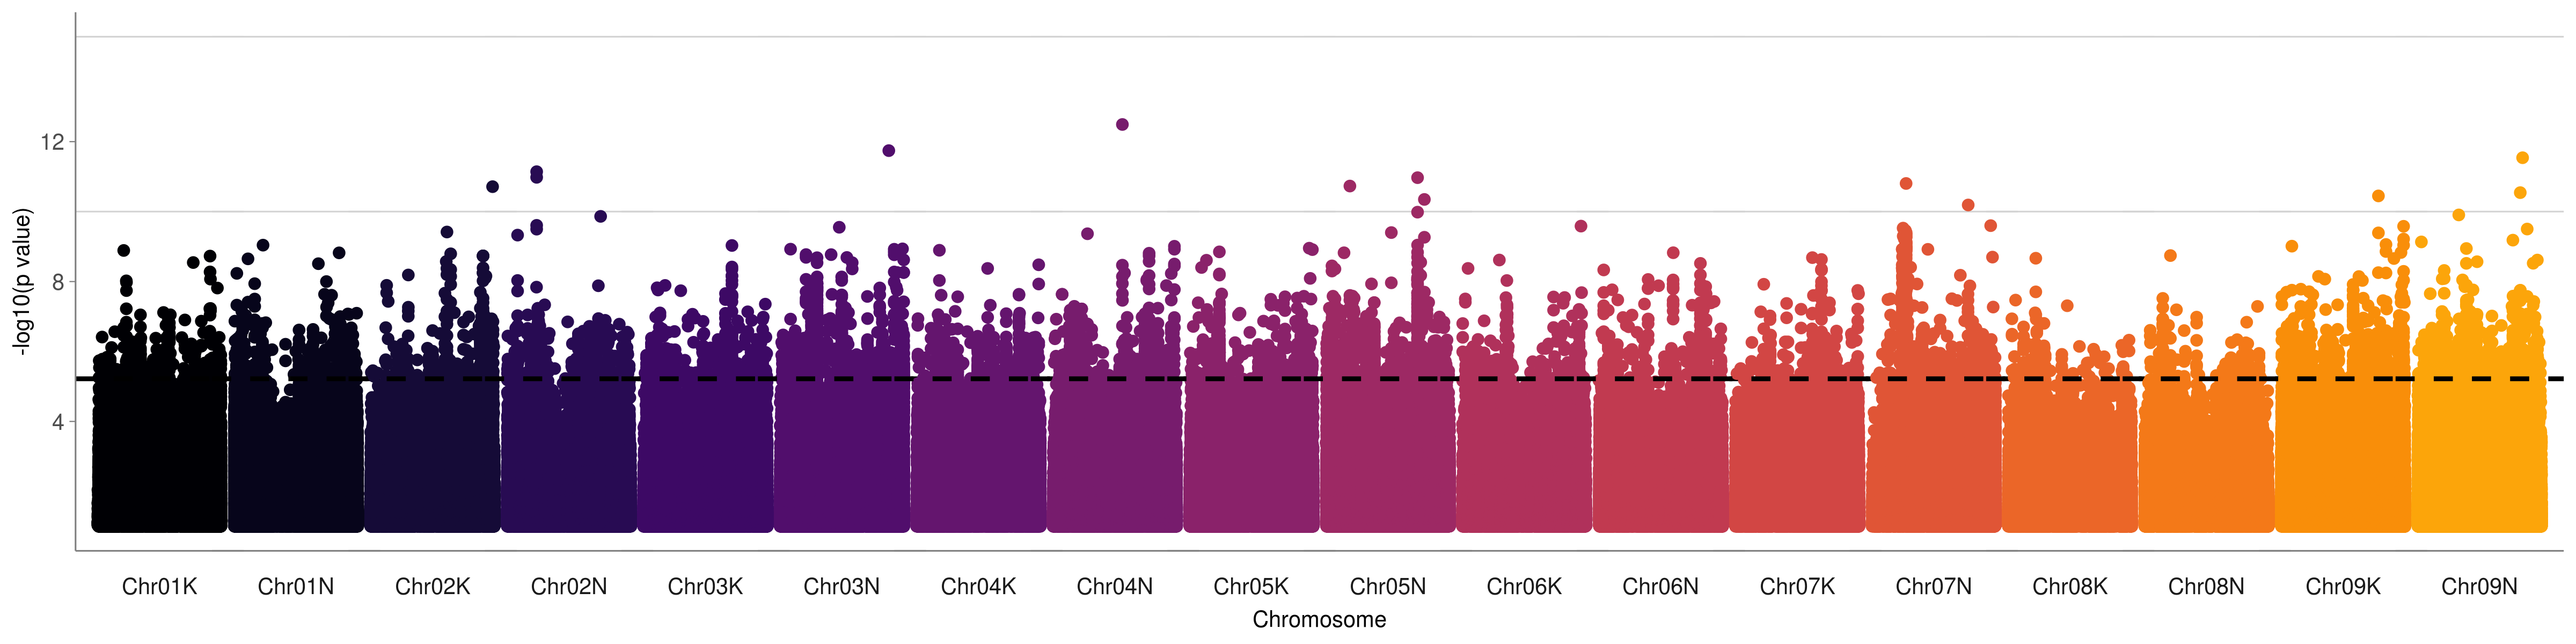 -log10(p value)
12
8
4
Chr01K Chr01N Chr02K Chr02N Chr03K Chr03N Chr04K Chr04N Chr05K Chr05N Chr06K Chr06N Chr07K Chr07N Chr08K Chr08N Chr09K Chr09N
Chromosome